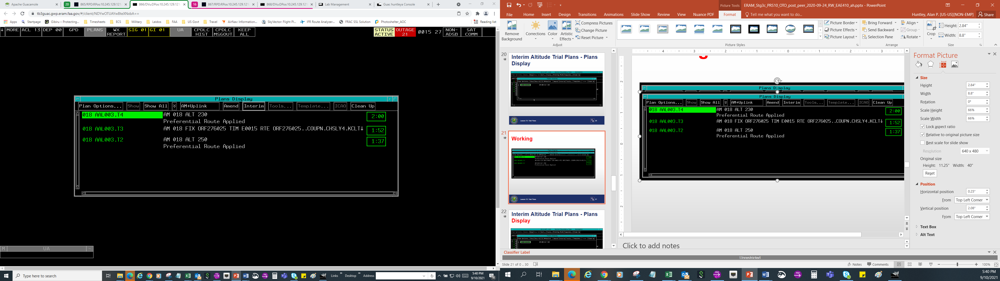 Apache Guacamole
20
865/RPD:RPos:10.245.129.121
866/DVu:DPos:10.245.129.121
16
867/RPD:RPos:10.245.129.121
868/DVu:DPos:10.245.129.121
Lab Management
Guac huntleya Console
tb3guac.gwp.eram.faa.gov/#/client/NDYwOTUAYwBteXNxbA==
Apps
Startpage
Gibiru – Protecting...
Timesheets
ECS
Military
Leidos
FAA
US Govt
Travel
AirNav: Information...
SkyVector: Flight Pl...
IFR Route Analyzer...
FRAC SSL Solution
Photoshelter_AOC
Reading list
MORE
ACL 13
DEP 00
GPD
PLANS
WX REPORT
SIG 01
GI 01
UA
CPDLC HIST
CPDLC MSGOUT
KEEP ALL
STATUS ACTIVE
OUTAGE 21
0015 27
NON-ADSB
SAT COMM
Plans Display
Plan Options...
Show
Show All
AM+Uplink
Amend
Interim
Tools...
Template...
ICAO
Clean Up
018 AAL003.T4 AM 018 ALT 230 2:00
Preferential Route Applied
018 AAL003.T3 AM 018 FIX ORF276025 TIM E0015 RTE ORF276025..COUPN.CHSLY4.KCLT↓ 1:52
018 AAL003.T2 AM 018 ALT 250 1:37
Preferential Route Applied
M UA
Type here to search
Links
Desktop
Address
5:40 PM
9/10/2021
18
Picture Tools
ERAM_Stg3c_PRS10_OTO_post_peer_2020-09-24_RW_EAE410_ah.pptx - PowerPoint
File
Home
Insert
Design
Transitions
Animations
Slide Show
Review
View
Nuance PDF
Format
Tell me what you want to do...
Huntley, Alan P. [US-US][NON-EMP]
Share
Remove Background
Corrections
Color
Artistic Effects
Compress Pictures
Change Picture
Reset Picture
Adjust
Picture Styles
Picture Border
Picture Effects
Picture Layout
Bring Forward
Send Backward
Selection Pane
Align
Group
Rotate
Arrange
Crop
Height: 2.84"
Width: 8.8"
Size
20
Interim Altitude Trial Plans - Plans Display
Lesson 10: Trial Plans
20
21
Working
Lesson 10: Trial Plans
21
22
Interim Altitude Trial Plans - Plans Display
Plans Display
Plans Display
Plan Options...
Show
Show All
AM+Uplink
Amend
Interim
Tools...
Template...
ICAO
Clean Up
018 AAL003.T4 AM 018 ALT 230 2:00
Preferential Route Applied
018 AAL003.T3 AM 018 FIX ORF276025 TIM E0015 RTE ORF276025..COUPN.CHSLY4.KCLT↓ 1:52
018 AAL003.T2 AM 018 ALT 250 1:37
Preferential Route Applied
Click to add notes
Format Picture
Size
Height 2.84"
Width 8.8"
Rotation 0°
Scale Height 66%
Scale Width 66%
Lock aspect ratio
Relative to original picture size
Best scale for slide show
Resolution 640 x 480
Original size
Height: 11.25" Width: 40"
Reset
Position
Horizontal position 0.25"
From Top Left Corner
Vertical position 2.08"
From Top Left Corner
Text Box
Alt Text
Classifier Label
Unrestricted
Slide 21 of 0 .. 30
Notes
Comments
100%
5:40 PM
9/10/2021